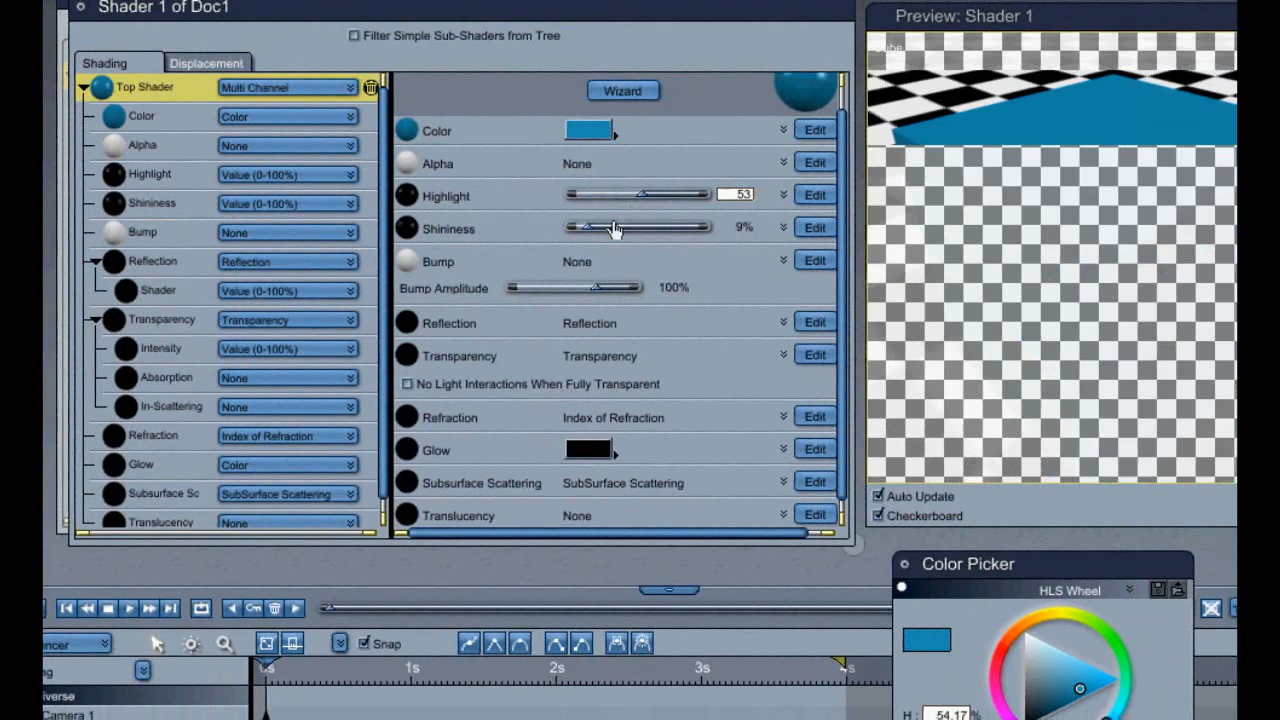 Shader 1 of Doc1
Preview: Shader 1
Filter Simple Sub-Shaders from Tree
Shading
Displacement
Top Shader Multi Channel
Color Color
Alpha None
Highlight Value (0-100%)
Shininess Value (0-100%)
Bump None
Reflection Reflection
Shader Value (0-100%)
Transparency Transparency
Intensity Value (0-100%)
Absorption None
In-Scattering None
Refraction Index of Refraction
Glow Color
Subsurface Sc SubSurface Scattering
Translucency None
Wizard
Color Edit
Alpha None Edit
Highlight 53 Edit
Shininess 9% Edit
Bump None Edit
Bump Amplitude 100%
Reflection Reflection Edit
Transparency Transparency Edit
No Light Interactions When Fully Transparent
Refraction Index of Refraction Edit
Glow Edit
Subsurface Scattering SubSurface Scattering Edit
Translucency None Edit
Auto Update
Checkerboard
Color Picker
HLS Wheel
H : 54.17 %
ncer
Snap
ng
0s 1s 2s 3s 4s
iverse
Camera 1